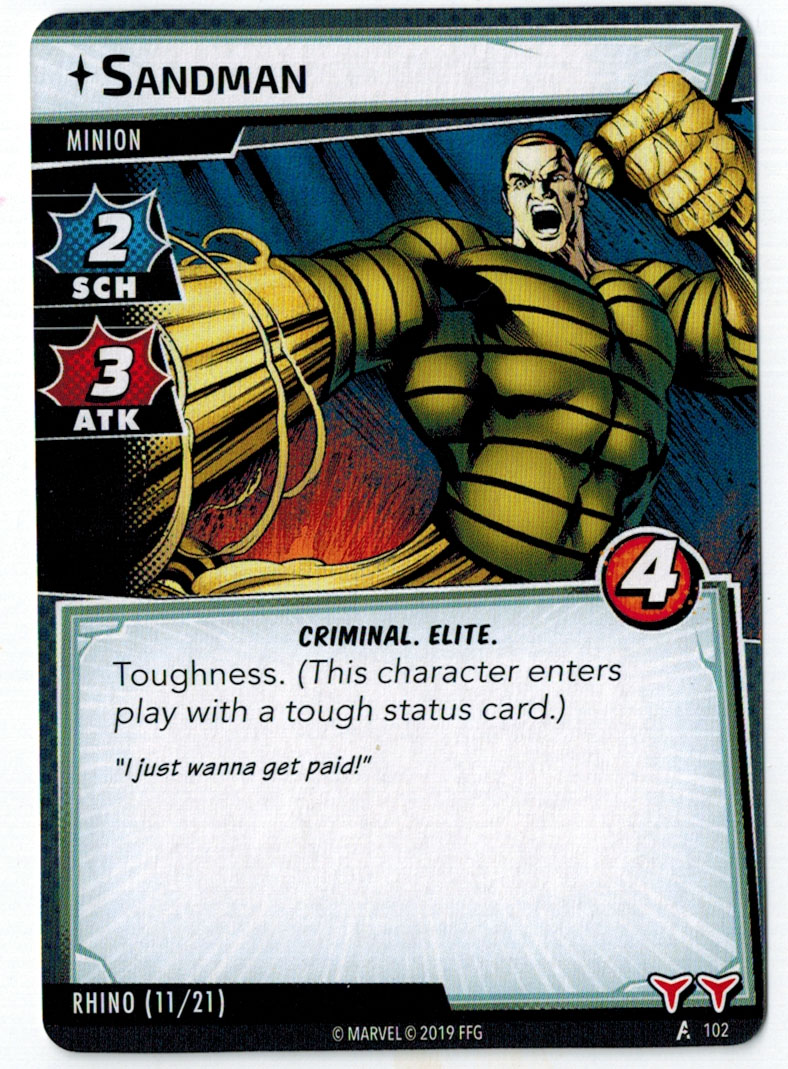 SANDMAN
MINION
2
SCH
3
ATK
4
CRIMINAL. ELITE.
Toughness. (This character enters
play with a tough status card.)
"I just wanna get paid!"
RHINO (11/21)
© MARVEL © 2019 FFG
102